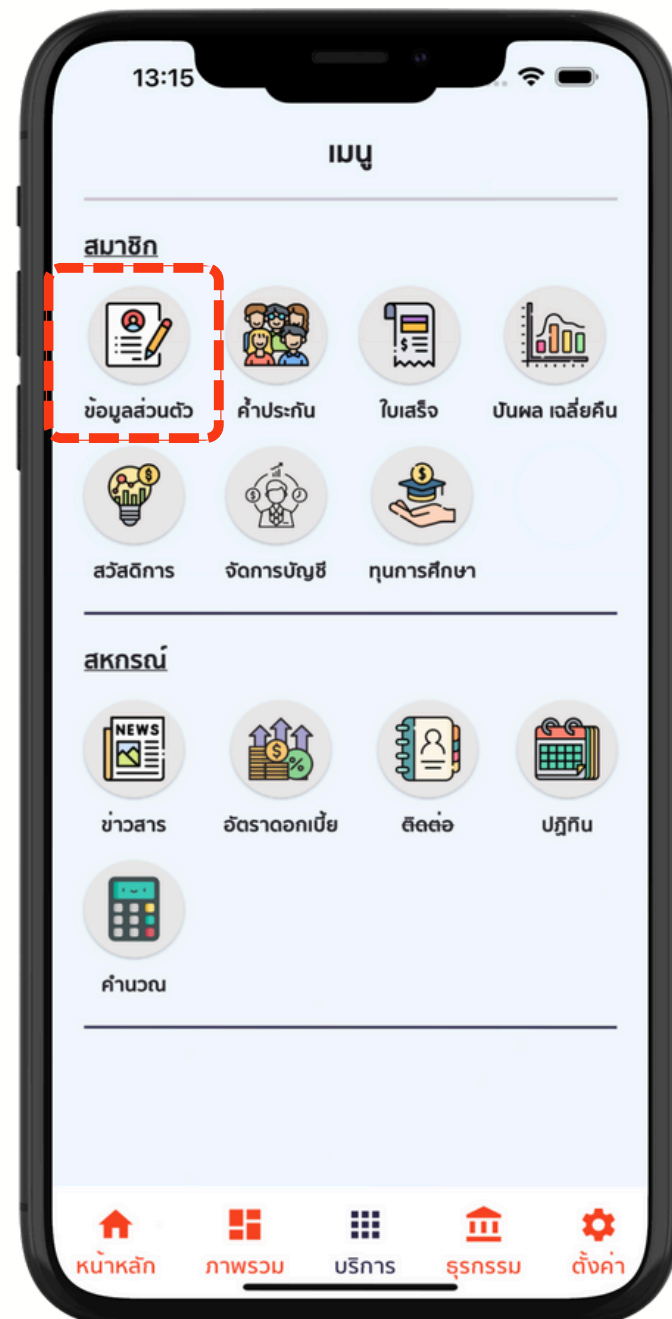 13:15
เมนู
สมาชิก
ข้อมูลส่วนตัว ค้ำประกัน ใบเสร็จ ปันผล เฉลี่ยคืน
สวัสดิการ จัดการบัญชี ทุนการศึกษา
สหกรณ์
NEWS
ข่าวสาร อัตราดอกเบี้ย ติดต่อ ปฏิทิน
คำนวณ
หน้าหลัก ภาพรวม บริการ ธุรกรรม ตั้งค่า